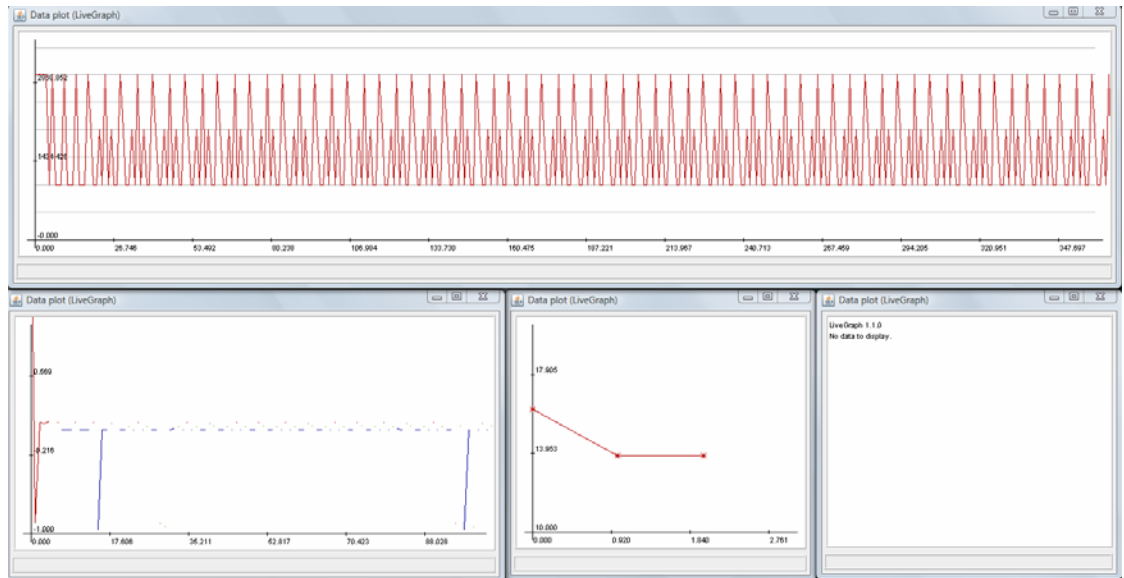 Data plot (LiveGraph)
1434.426
-0.000
0.000 26.746 53.492 80.238 106.984 133.730 160.475 187.221 213.967 240.713 267.459 294.205 320.951 347.697
Data plot (LiveGraph)
0.569
-0.216
-1.000
0.000 17.606 35.211 52.817 70.423 88.028
Data plot (LiveGraph)
17.905
13.953
10.000
0.000 0.920 1.840 2.761
Data plot (LiveGraph)
LiveGraph 1.1.0
No data to display.